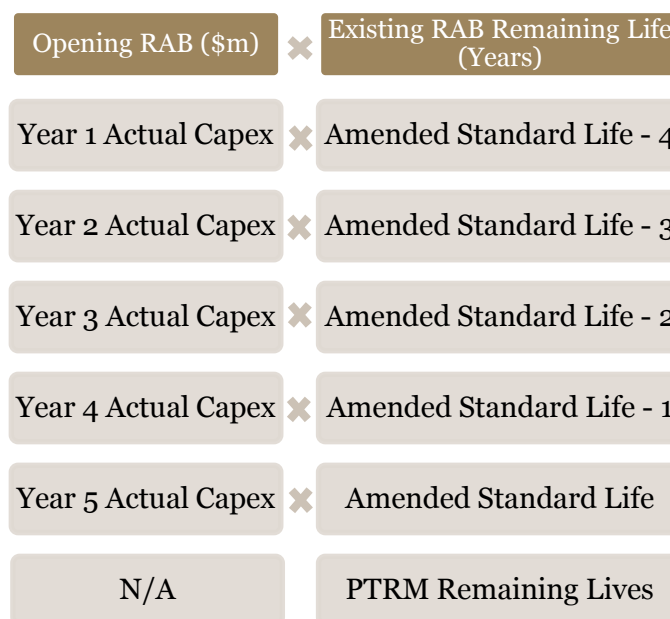 Opening RAB ($m) ✖ Existing RAB Remaining Life
(Years)
Year 1 Actual Capex ✖ Amended Standard Life - 4
Year 2 Actual Capex ✖ Amended Standard Life - 3
Year 3 Actual Capex ✖ Amended Standard Life - 2
Year 4 Actual Capex ✖ Amended Standard Life - 1
Year 5 Actual Capex ✖ Amended Standard Life
N/A PTRM Remaining Lives